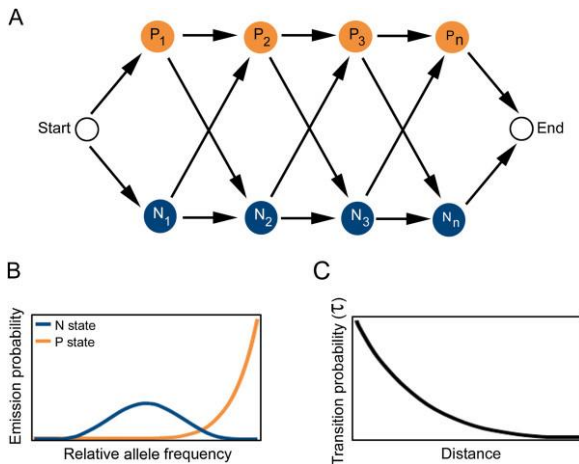 A
P1
P2
P3
Pn
Start
End
N1
N2
N3
Nn
B
C
Emission probability
N state
P state
Relative allele frequency
Transition probability (τ)
Distance